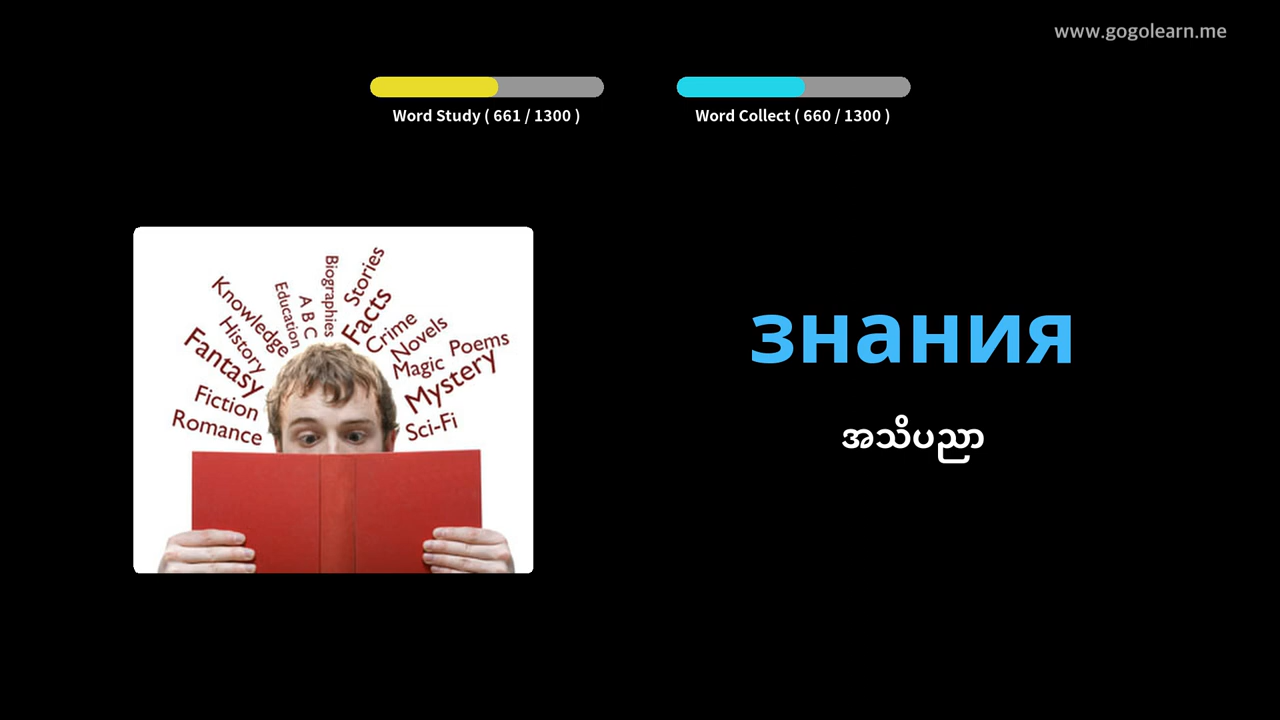 www.gogolearn.me
Word Study ( 661 / 1300 )
Word Collect ( 660 / 1300 )
Knowledge
Education
A B C
Biographies
Stories
Facts
Crime
Novels
Poems
History
Fantasy
Magic
Mystery
Fiction
Romance
Sci-Fi
знания
အသိပညာ